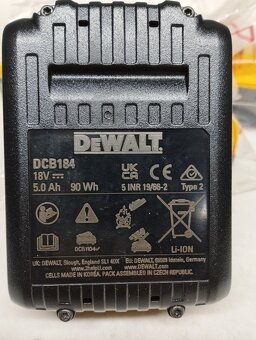 DEWALT
DCB184
18V
5.0 Ah 90 Wh
UK CA CE
5 INR 19/66-2 Type 2
DCB1104
LI-ION
UK: DEWALT, Slough, England SL1 4DX
www.2helpU.com
EU: DEWALT, 65510 Idstein, Germany
www.DEWALT.com
CELLS MADE IN KOREA. PACK ASSEMBLED IN CZECH REPUBLIC.